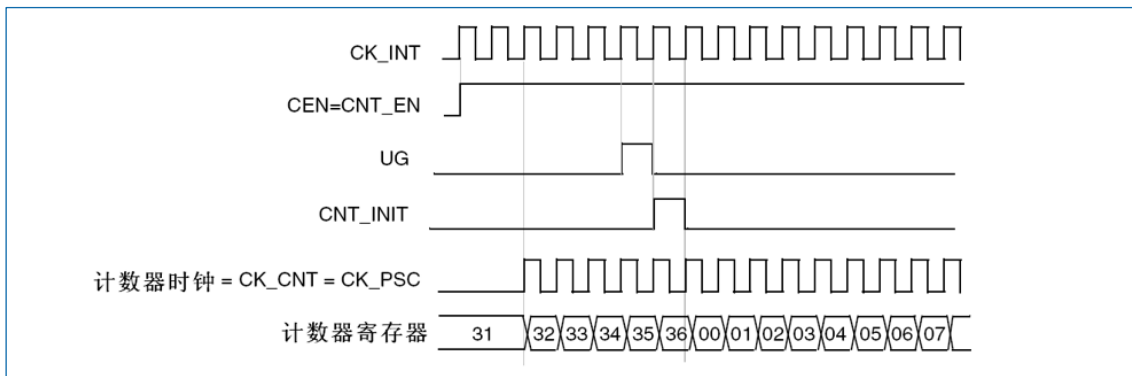 CK_INT
CEN=CNT_EN
UG
CNT_INIT
计数器时钟 = CK_CNT = CK_PSC
计数器寄存器 31 32 33 34 35 36 00 01 02 03 04 05 06 07